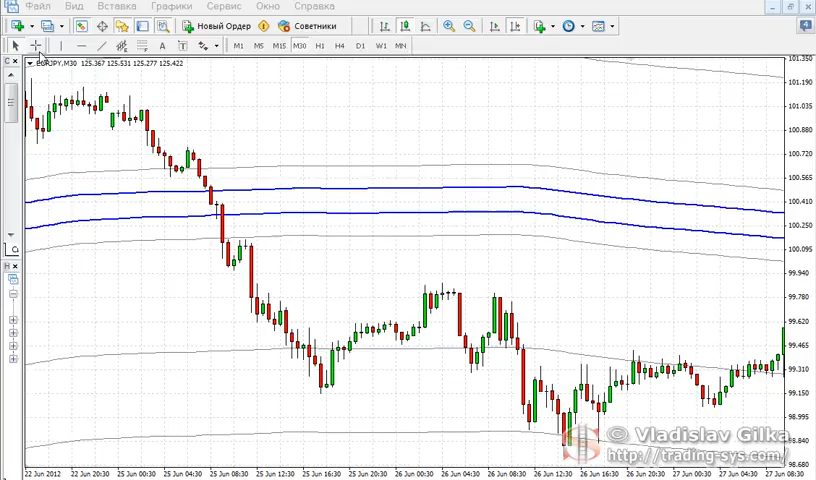 Файл Вид Вставка Графики Сервис Окно Справка
Новый Ордер Советники
A T M1 M5 M15 M30 H1 H4 D1 W1 MN
EURJPY,M30 125.367 125.531 125.277 125.422
101.350
101.190
101.035
100.880
100.720
100.565
100.410
100.250
100.095
99.940
99.780
99.620
99.465
99.310
99.150
98.995
98.840
98.680
© Vladislav Gilka
http://trading-sys.com/
22 Jun 2012 22 Jun 20:30 25 Jun 00:30 25 Jun 04:30 25 Jun 08:30 25 Jun 12:30 25 Jun 16:30 25 Jun 20:30 26 Jun 00:30 26 Jun 04:30 26 Jun 08:30 26 Jun 12:30 26 Jun 16:30 26 Jun 20:30 27 Jun 00:30 27 Jun 04:30 27 Jun 08:30